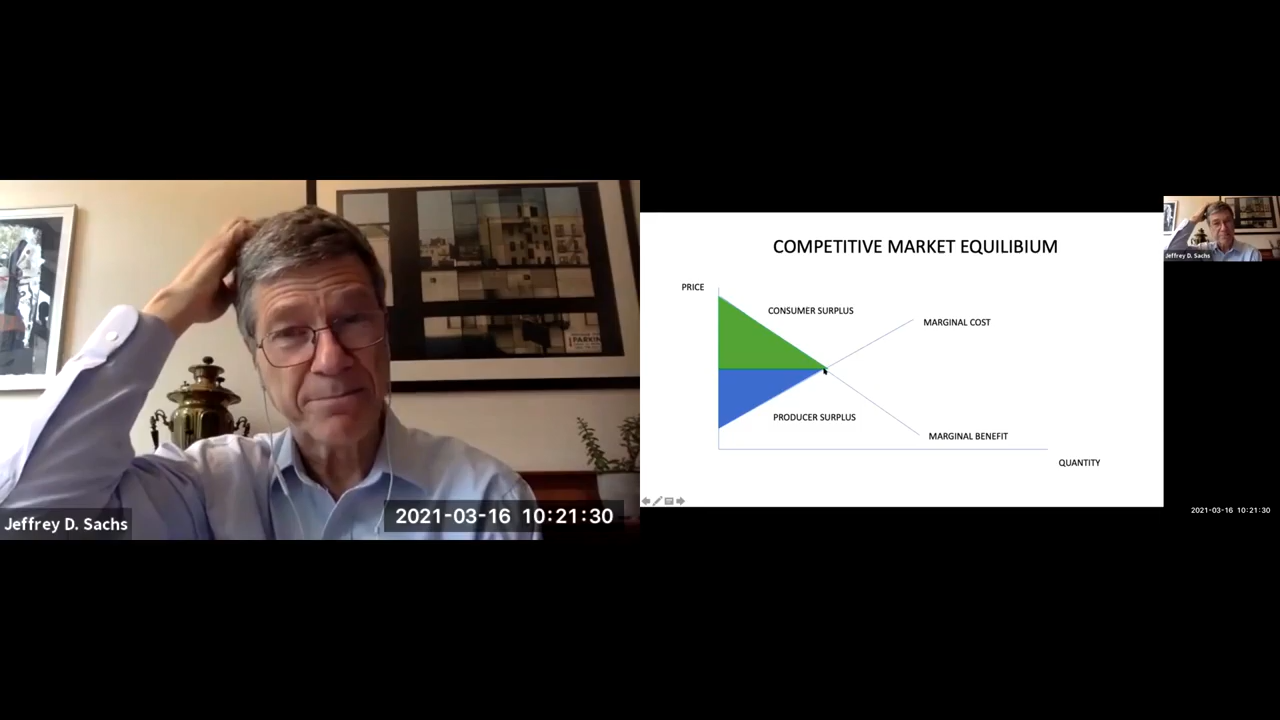 Jeffrey D. Sachs
2021-03-16 10:21:30
PARKIN
COMPETITIVE MARKET EQUILIBIUM
PRICE
CONSUMER SURPLUS
MARGINAL COST
PRODUCER SURPLUS
MARGINAL BENEFIT
QUANTITY
Jeffrey D. Sachs
2021-03-16 10:21:30